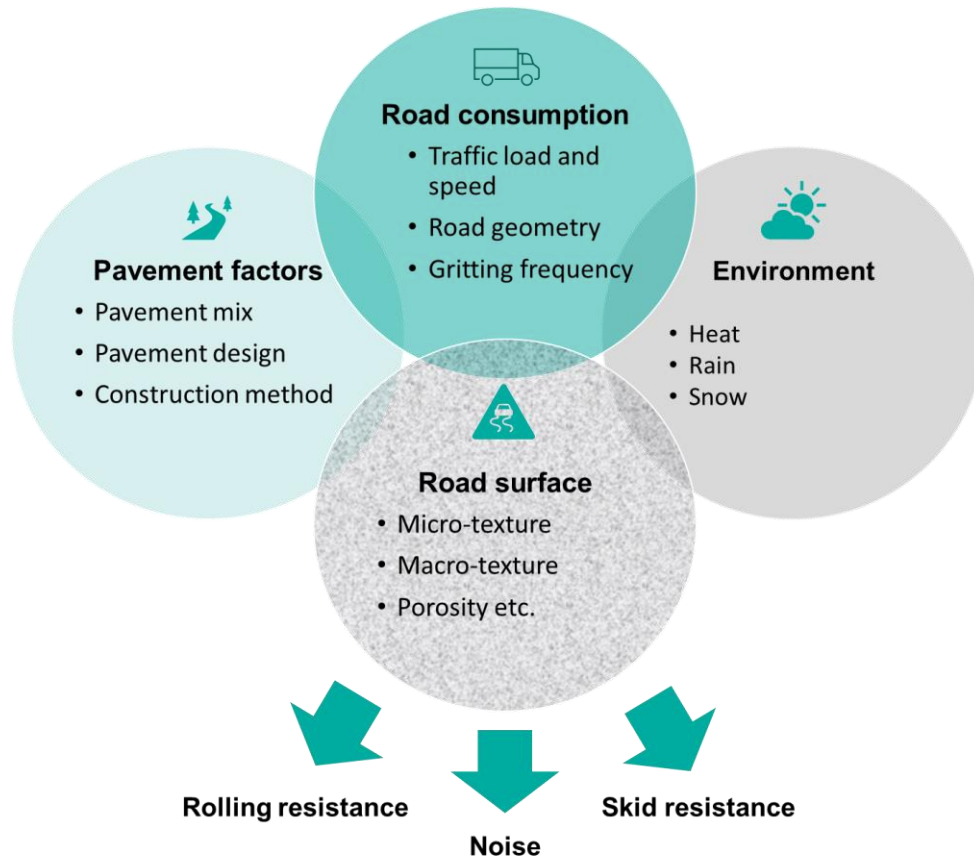 Road consumption
• Traffic load and
speed
• Road geometry
• Gritting frequency
Pavement factors
• Pavement mix
• Pavement design
• Construction method
Environment
• Heat
• Rain
• Snow
Road surface
• Micro-texture
• Macro-texture
• Porosity etc.
Rolling resistance
Noise
Skid resistance